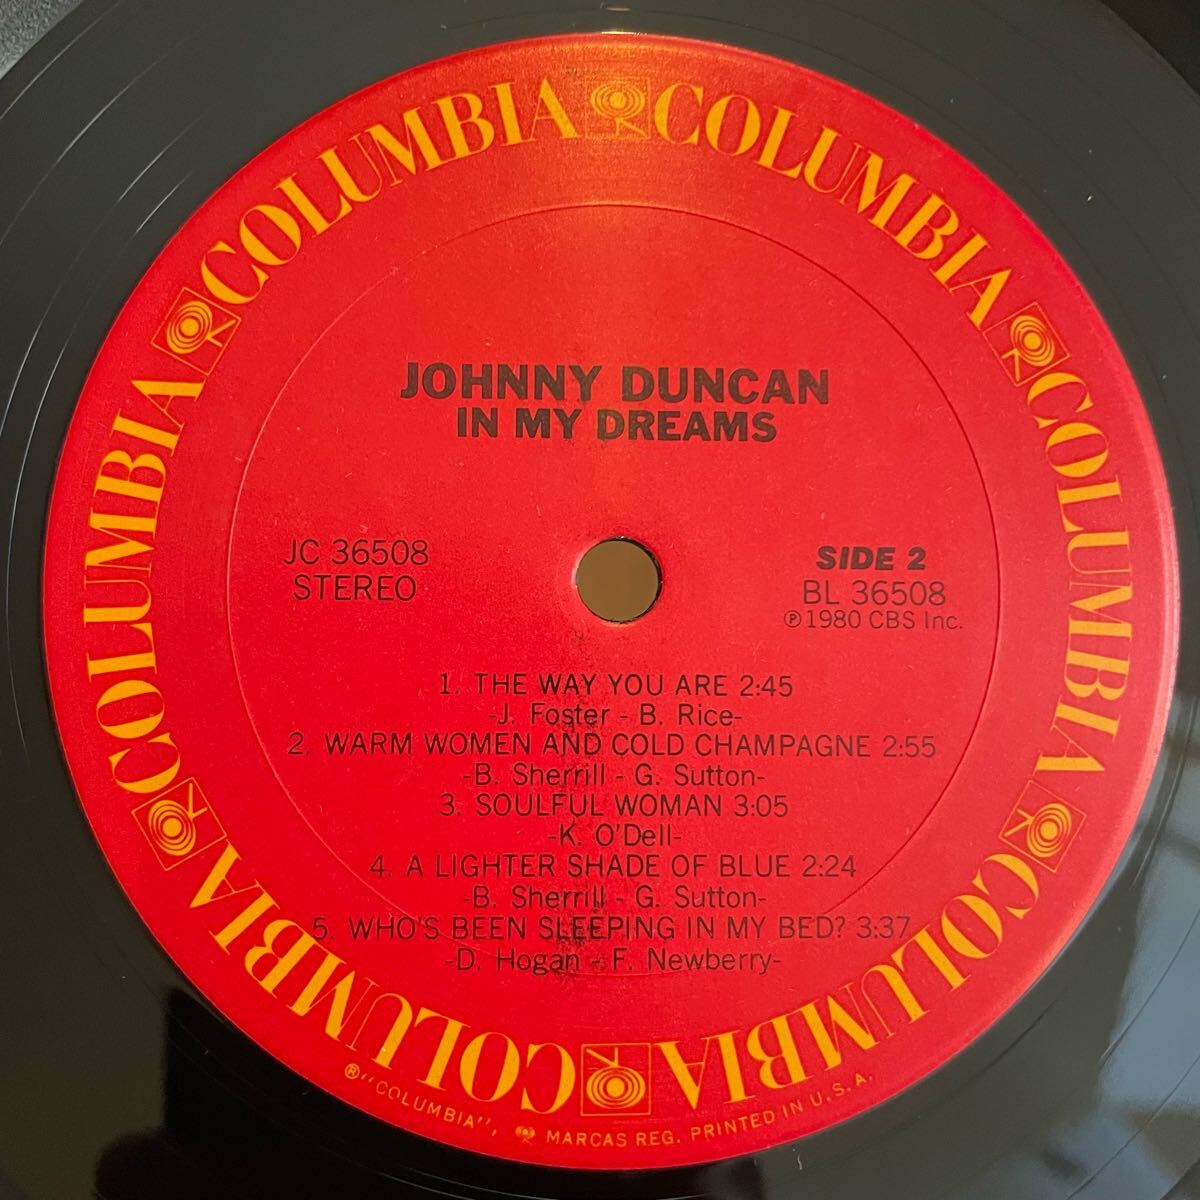 COLUMBIA COLUMBIA COLUMBIA COLUMBIA COLUMBIA COLUMBIA
JOHNNY DUNCAN
IN MY DREAMS
JC 36508
STEREO
SIDE 2
BL 36508
℗ 1980 CBS Inc.
1. THE WAY YOU ARE 2:45
-J. Foster - B. Rice-
2. WARM WOMEN AND COLD CHAMPAGNE 2:55
-B. Sherrill - G. Sutton-
3. SOULFUL WOMAN 3:05
-K. O'Dell-
4. A LIGHTER SHADE OF BLUE 2:24
-B. Sherrill - G. Sutton-
5. WHO'S BEEN SLEEPING IN MY BED? 3:37
-D. Hogan - F. Newberry-
®"COLUMBIA", MARCAS REG. PRINTED IN U.S.A.